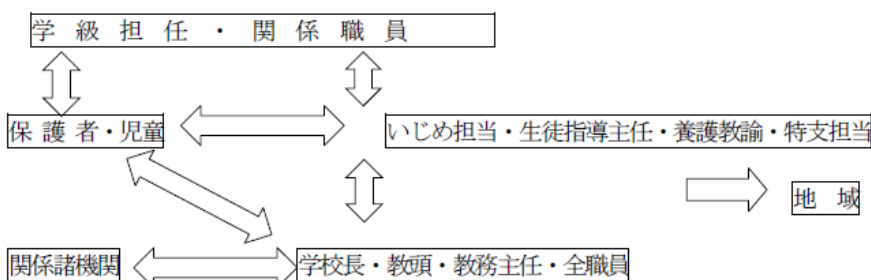 学級担任・関係職員
保護者・児童
いじめ担当・生徒指導主任・養護教諭・特支担当
地域
関係諸機関
学校長・教頭・教務主任・全職員